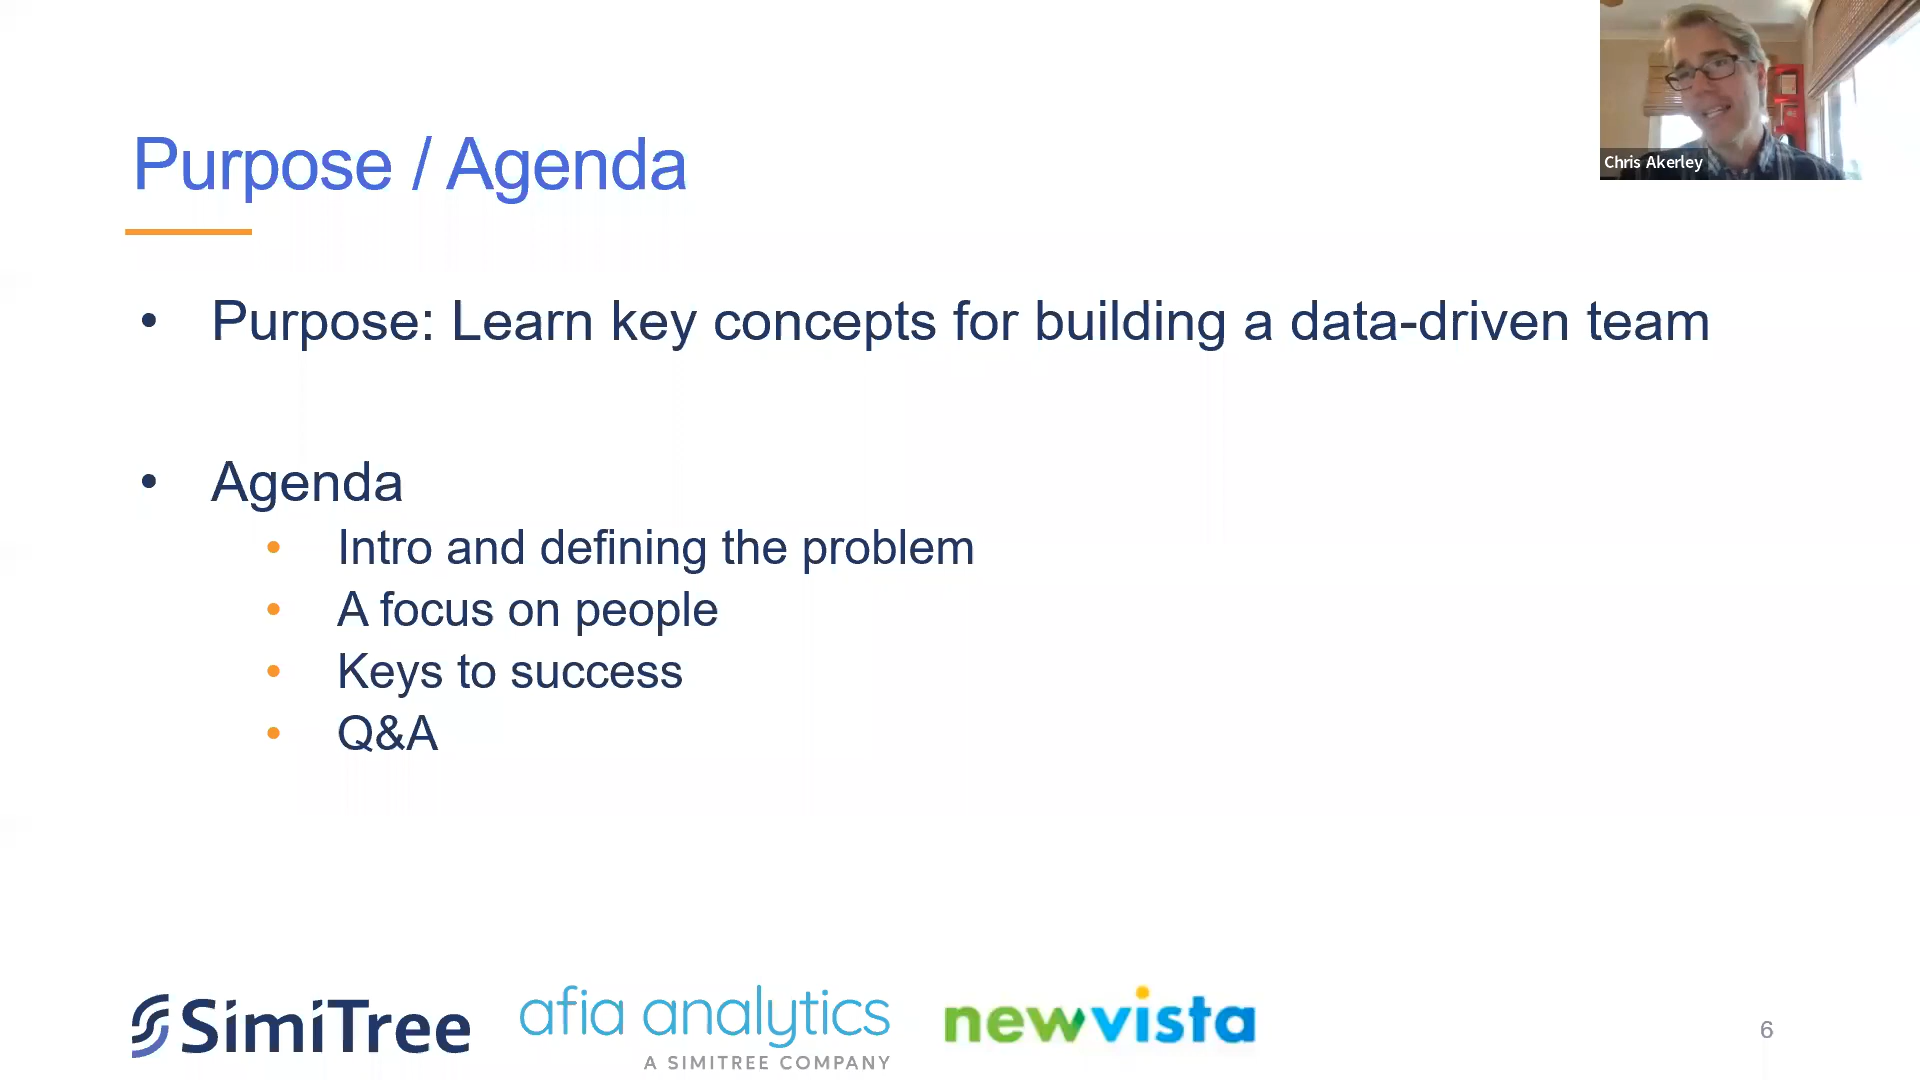 Chris Akerley
Purpose / Agenda
• Purpose: Learn key concepts for building a data-driven team
• Agenda
• Intro and defining the problem
• A focus on people
• Keys to success
• Q&A
SimiTree
afia analytics
A SIMITREE COMPANY
newvista
6